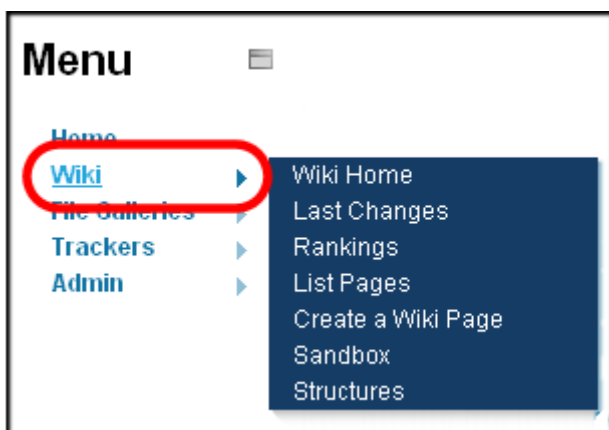 Menu
Home
Wiki
File Galleries
Trackers
Admin
Wiki Home
Last Changes
Rankings
List Pages
Create a Wiki Page
Sandbox
Structures